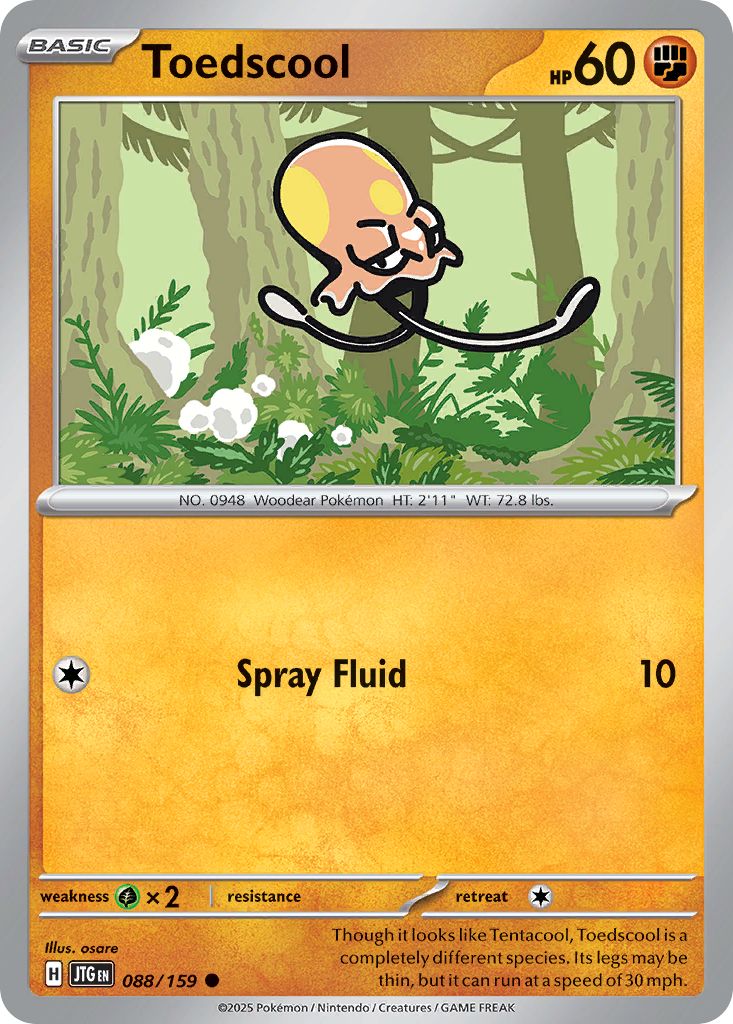 BASIC
Toedscool
HP 60
NO. 0948 Woodear Pokémon HT: 2'11" WT: 72.8 lbs.
Spray Fluid 10
weakness ×2 resistance retreat
Illus. osare
Though it looks like Tentacool, Toedscool is a
completely different species. Its legs may be
thin, but it can run at a speed of 30 mph.
H JTG EN 088/159
©2025 Pokémon / Nintendo / Creatures / GAME FREAK